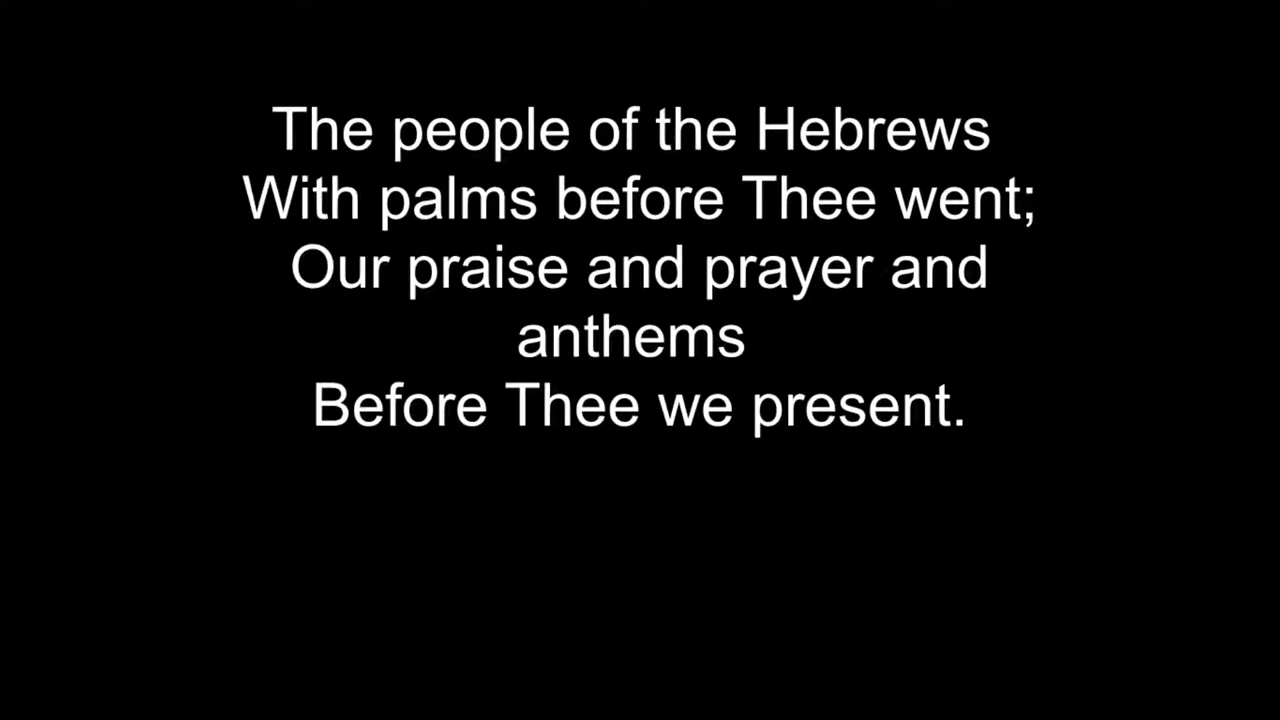 The people of the Hebrews
With palms before Thee went;
Our praise and prayer and
anthems
Before Thee we present.